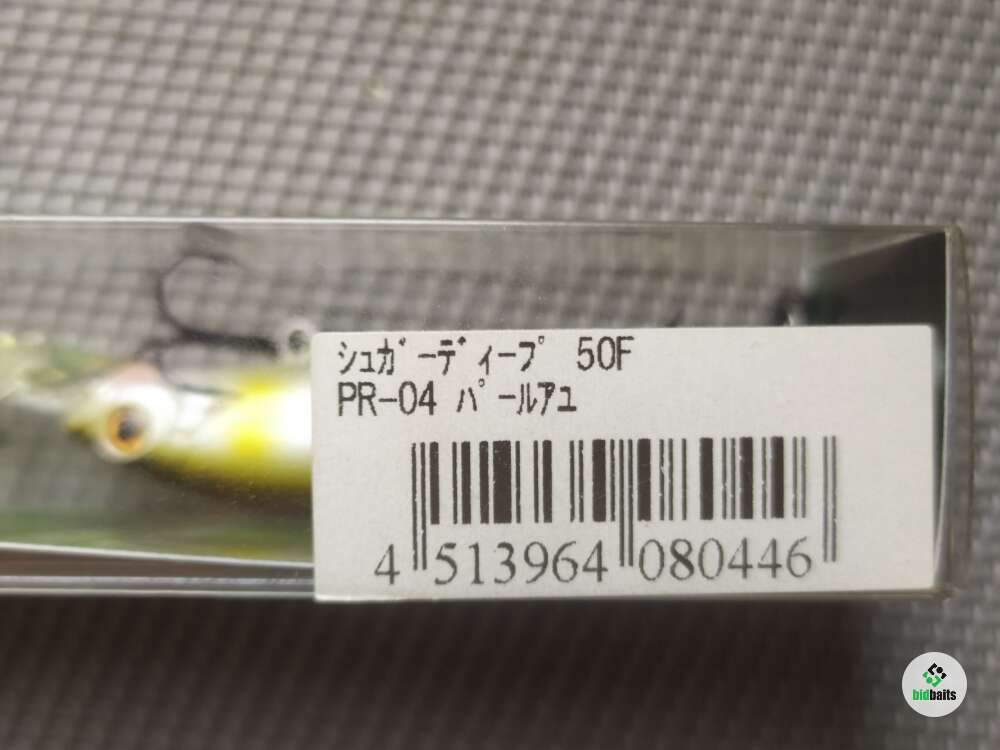 シュガーディープ 50F
PR-04 パールアユ
4 513964 080446
bidbaits